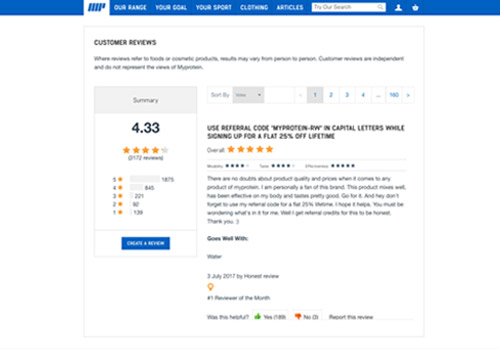 OUR RANGE YOUR GOAL YOUR SPORT CLOTHING ARTICLES Try Our Search
CUSTOMER REVIEWS
Where reviews refer to foods or cosmetic products, results may vary from person to person. Customer reviews are independent
and do not represent the views of Myprotein.
Summary
4.33
(3172 reviews)
5 1875
4 845
3 221
2 92
1 139
CREATE A REVIEW
Sort By 1 2 3 4 ... 160 »
USE REFERRAL CODE "MYPROTEIN-RW" IN CAPITAL LETTERS WHILE
SIGNING UP FOR A FLAT 25% OFF LIFETIME
Overall:
Mixability: Taste: Effectiveness:
There are no doubts about product quality and prices when it comes to any
product of myprotein. I am personally a fan of this brand. This product mixes well,
has been effective on my body and tastes pretty good. Go for it. And hey don't
forget to use my referral code for a flat 25% lifetime. I hope it helps. You must be
wondering what's in it for me. Well I get referral credits for this to be honest.
Thank you. :)
Goes Well With:
Water
3 July 2017 by Honest review
#1 Reviewer of the Month
Was this helpful? Yes (189) No (3) Report this review